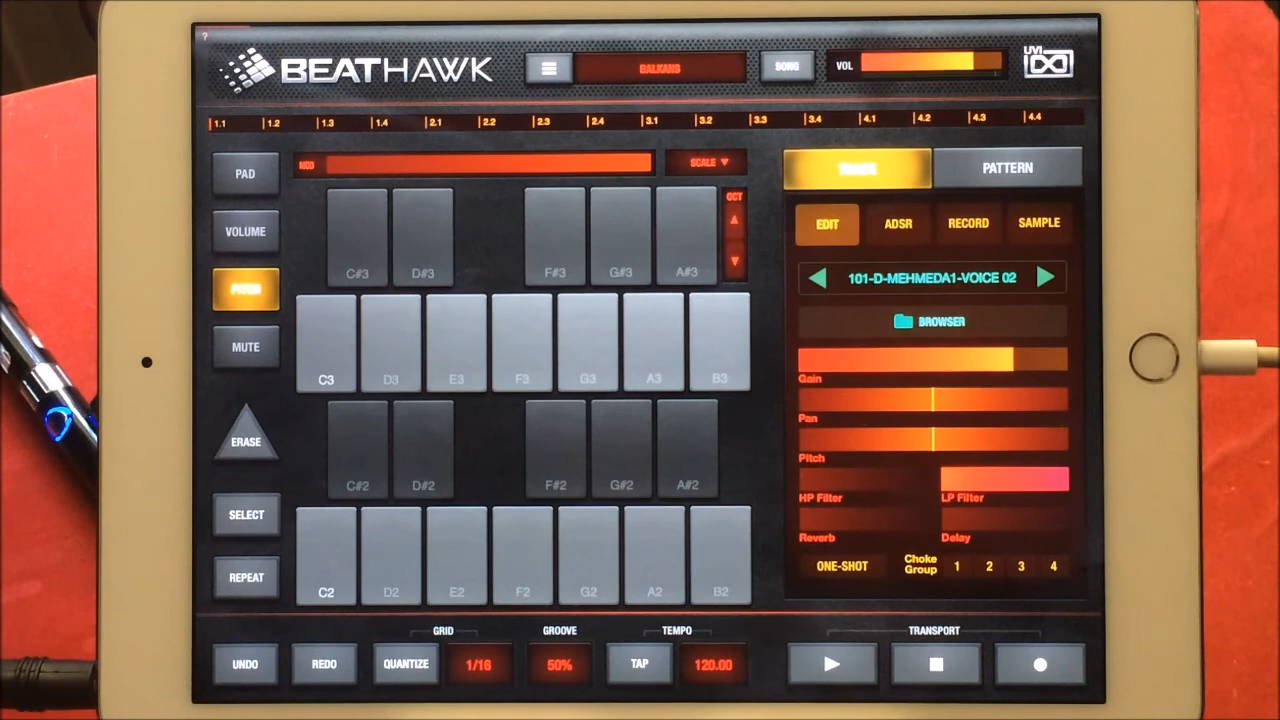 ?
BEATHAWK
BALKANS
SONG
VOL
UVI
1.1 1.2 1.3 1.4 2.1 2.2 2.3 2.4 3.1 3.2 3.3 3.4 4.1 4.2 4.3 4.4
PAD
VOLUME
PITCH
MUTE
ERASE
SELECT
REPEAT
MOD
SCALE ▼
OCT
C#3 D#3 F#3 G#3 A#3
C3 D3 E3 F3 G3 A3 B3
C#2 D#2 F#2 G#2 A#2
C2 D2 E2 F2 G2 A2 B2
TRACK PATTERN
EDIT ADSR RECORD SAMPLE
101-D-MEHMEDA1-VOICE 02
BROWSER
Gain
Pan
Pitch
HP Filter LP Filter
Reverb Delay
ONE-SHOT Choke Group 1 2 3 4
GRID GROOVE TEMPO TRANSPORT
UNDO REDO QUANTIZE 1/16 50% TAP 120.00